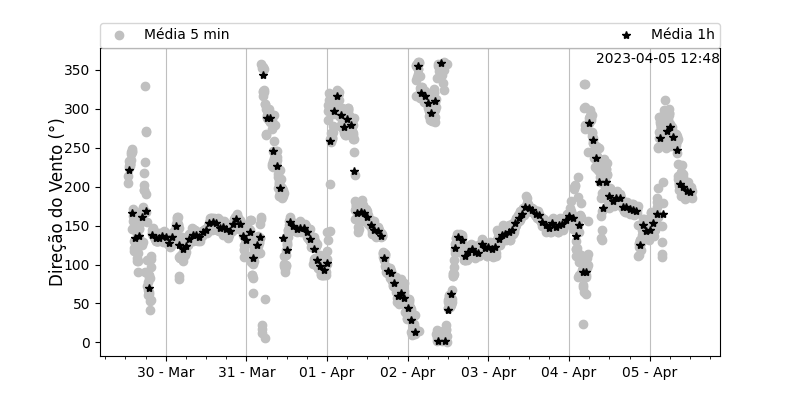 Média 5 min
Média 1h
2023-04-05 12:48
Direção do Vento (°)
350
300
250
200
150
100
50
0
30 - Mar
31 - Mar
01 - Apr
02 - Apr
03 - Apr
04 - Apr
05 - Apr